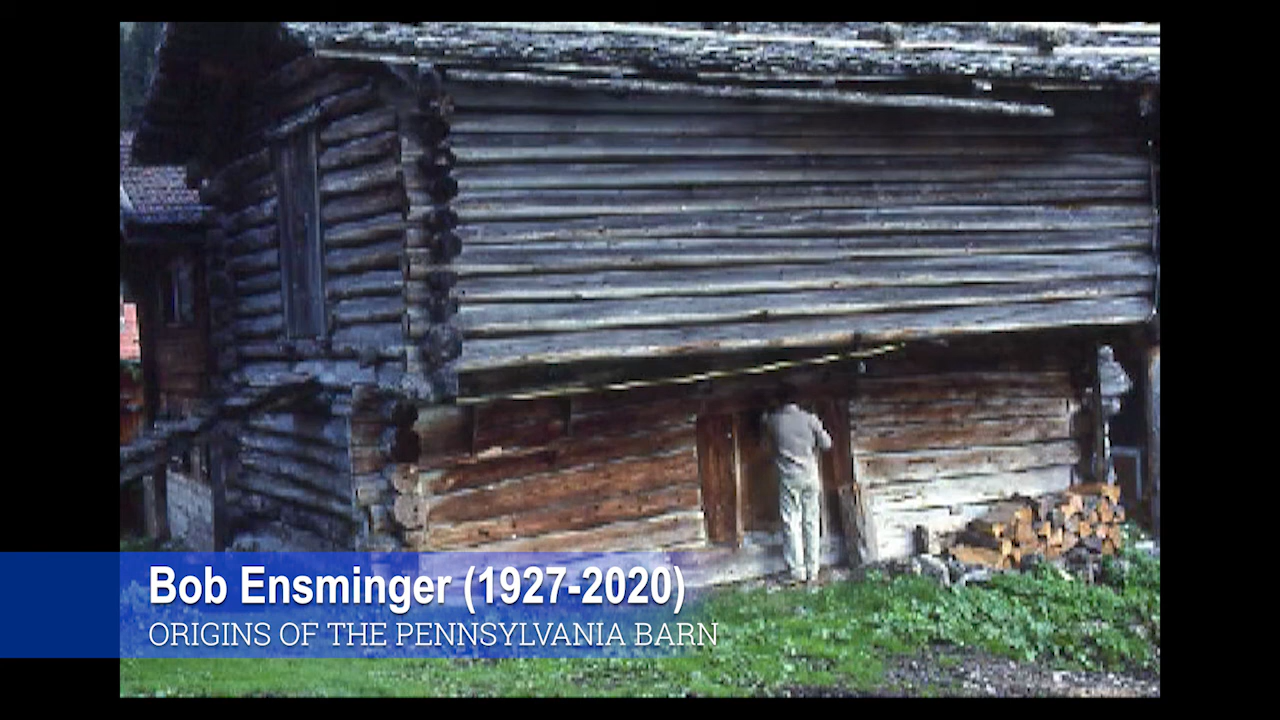 Bob Ensminger (1927-2020)
ORIGINS OF THE PENNSYLVANIA BARN